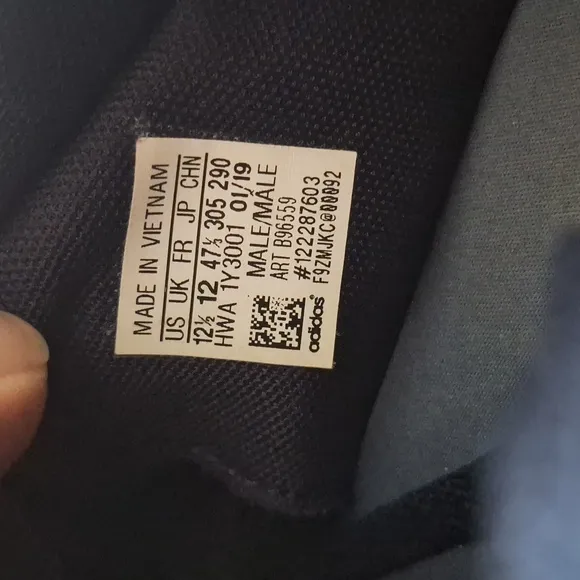 MADE IN VIETNAM
US UK FR JP CHN
12½ 12 47⅓ 305 290
HWA 1Y3001 01/19
MALE/MALE
ART B96559
#122287603
F9ZMJKC@00092
adidas